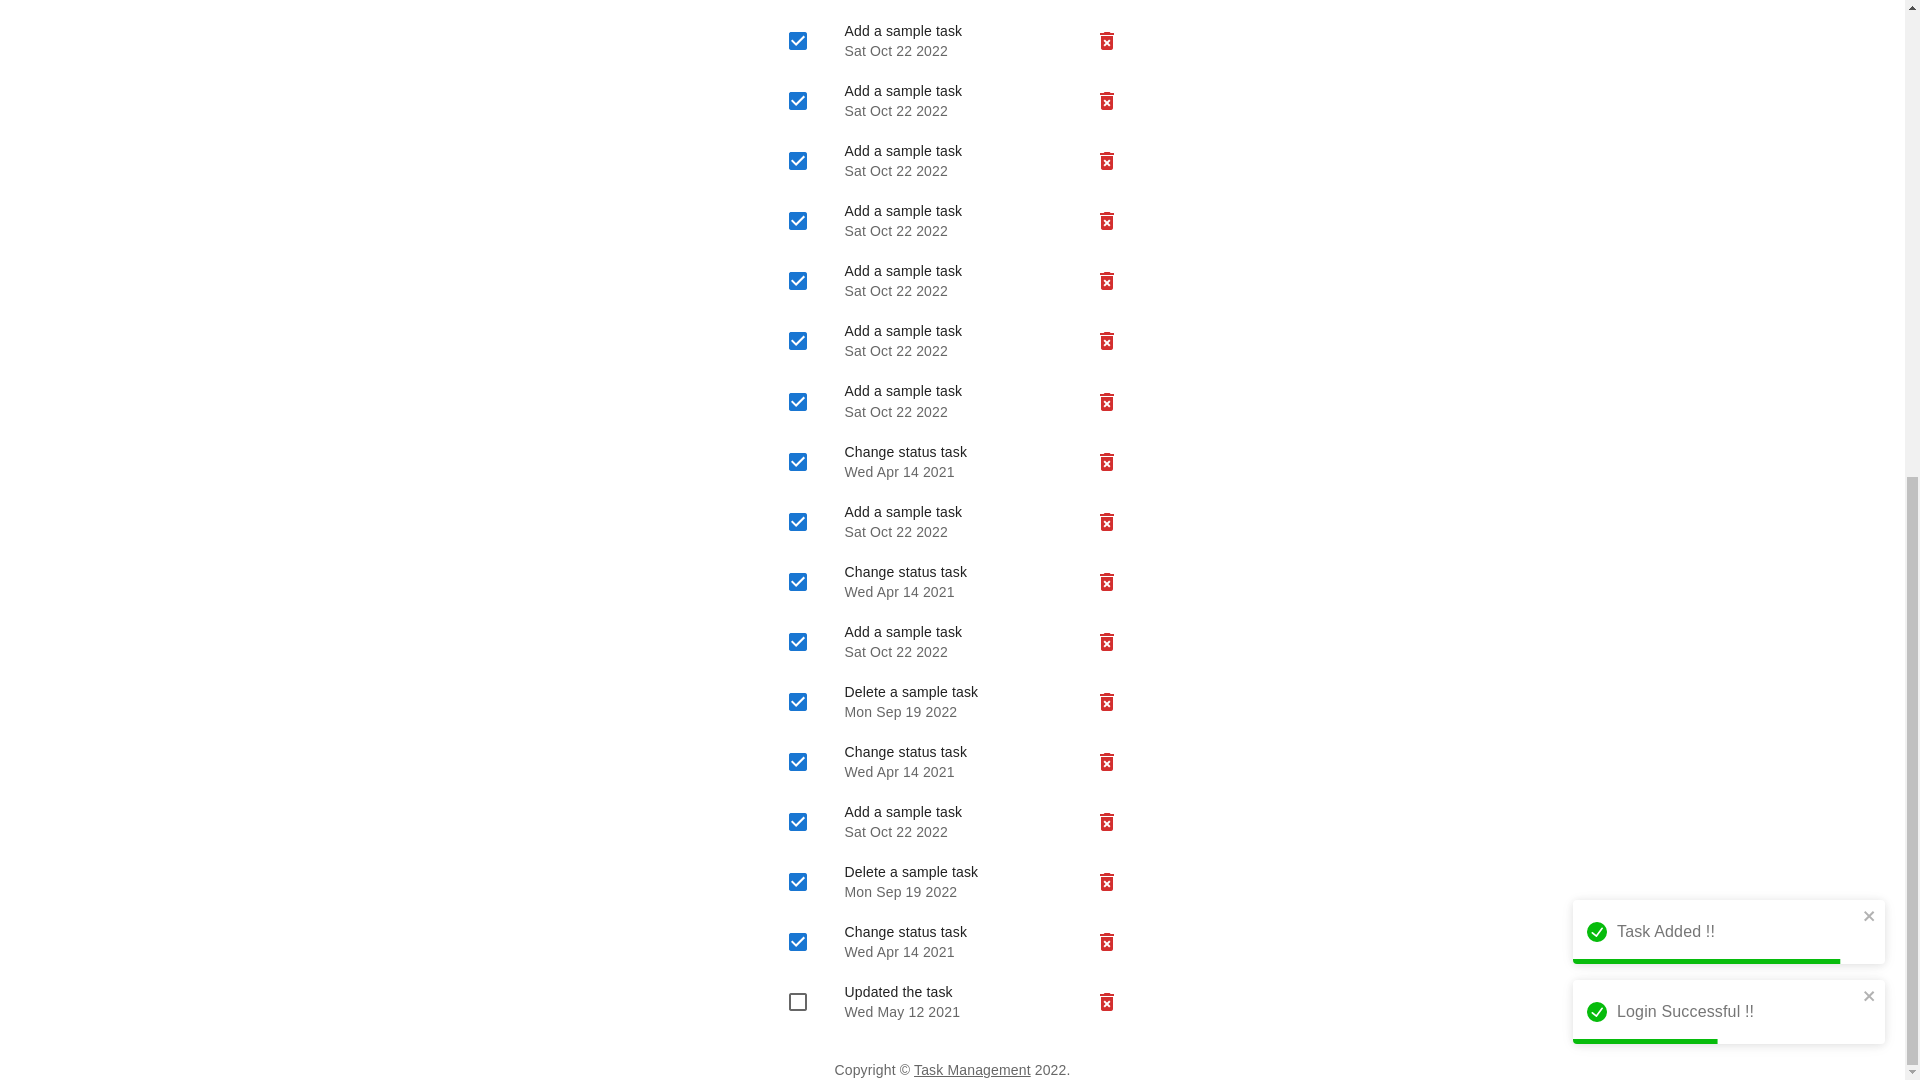 Add a sample task
Sat Oct 22 2022
Add a sample task
Sat Oct 22 2022
Add a sample task
Sat Oct 22 2022
Add a sample task
Sat Oct 22 2022
Add a sample task
Sat Oct 22 2022
Add a sample task
Sat Oct 22 2022
Add a sample task
Sat Oct 22 2022
Change status task
Wed Apr 14 2021
Add a sample task
Sat Oct 22 2022
Change status task
Wed Apr 14 2021
Add a sample task
Sat Oct 22 2022
Delete a sample task
Mon Sep 19 2022
Change status task
Wed Apr 14 2021
Add a sample task
Sat Oct 22 2022
Delete a sample task
Mon Sep 19 2022
Change status task
Wed Apr 14 2021
Updated the task
Wed May 12 2021
Task Added !!
Login Successful !!
Copyright © Task Management 2022.